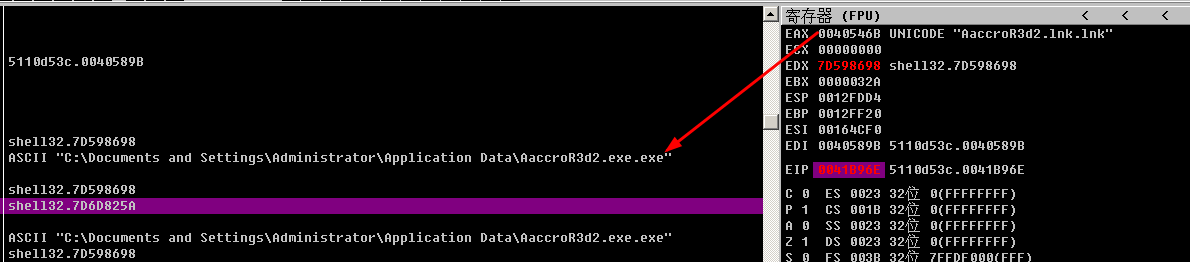 5110d53c.0040589B
shell32.7D598698
ASCII "C:\Documents and Settings\Administrator\Application Data\AaccroR3d2.exe.exe"
shell32.7D598698
shell32.7D6D825A
ASCII "C:\Documents and Settings\Administrator\Application Data\AaccroR3d2.exe.exe"
shell32.7D598698
寄存器 (FPU) < < <
EAX 0040546B UNICODE "AaccroR3d2.lnk.lnk"
ECX 00000000
EDX 7D598698 shell32.7D598698
EBX 0000032A
ESP 0012FDD4
EBP 0012FF20
ESI 00164CF0
EDI 0040589B 5110d53c.0040589B
EIP 0041B96E 5110d53c.0041B96E
C 0 ES 0023 32位 0(FFFFFFFF)
P 1 CS 001B 32位 0(FFFFFFFF)
A 0 SS 0023 32位 0(FFFFFFFF)
Z 1 DS 0023 32位 0(FFFFFFFF)
S 0 FS 003B 32位 7FFDF000(FFF)